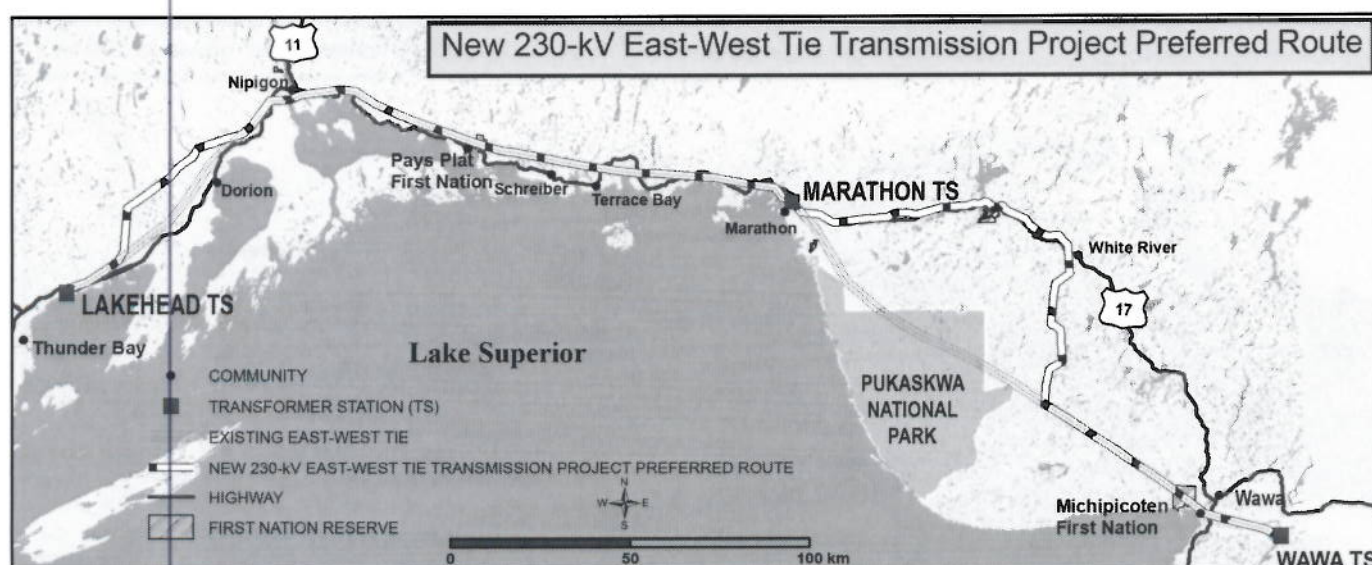 New 230-kV East-West Tie Transmission Project Preferred Route
11
Nipigon
Pays Plat
First Nation
Schreiber
Terrace Bay
Dorion
MARATHON TS
Marathon
White River
17
LAKEHEAD TS
Thunder Bay
Lake Superior
PUKASKWA
NATIONAL
PARK
COMMUNITY
TRANSFORMER STATION (TS)
EXISTING EAST-WEST TIE
NEW 230-kV EAST-WEST TIE TRANSMISSION PROJECT PREFERRED ROUTE
HIGHWAY
FIRST NATION RESERVE
N
W E
S
0 50 100 km
Michipicoten
First Nation
Wawa
WAWA TS